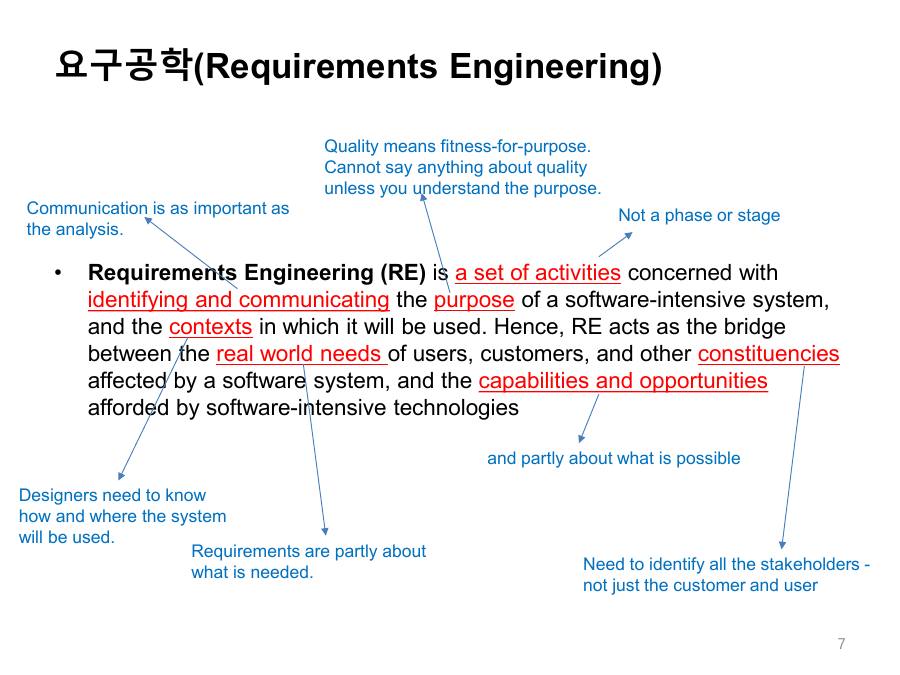 요구공학(Requirements Engineering)
Quality means fitness-for-purpose.
Cannot say anything about quality
unless you understand the purpose.
Communication is as important as
the analysis.
Not a phase or stage
• Requirements Engineering (RE) is a set of activities concerned with
identifying and communicating the purpose of a software-intensive system,
and the contexts in which it will be used. Hence, RE acts as the bridge
between the real world needs of users, customers, and other constituencies
affected by a software system, and the capabilities and opportunities
afforded by software-intensive technologies
and partly about what is possible
Designers need to know
how and where the system
will be used.
Requirements are partly about
what is needed.
Need to identify all the stakeholders -
not just the customer and user
7